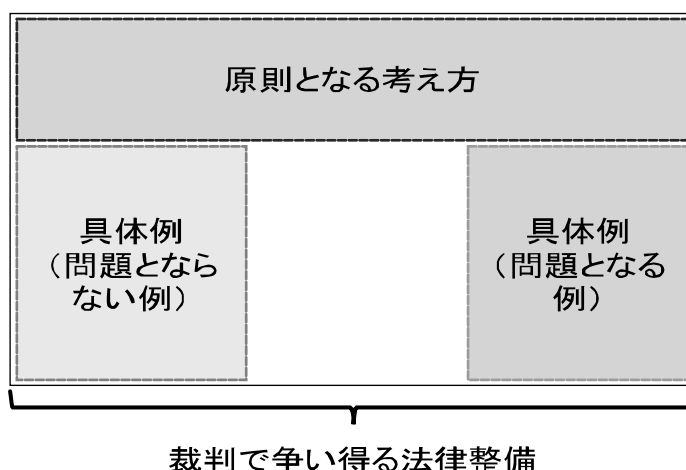 原則となる考え方
具体例
（問題となら
ない例）
具体例
（問題となる
例）
裁判で争い得る法律整備